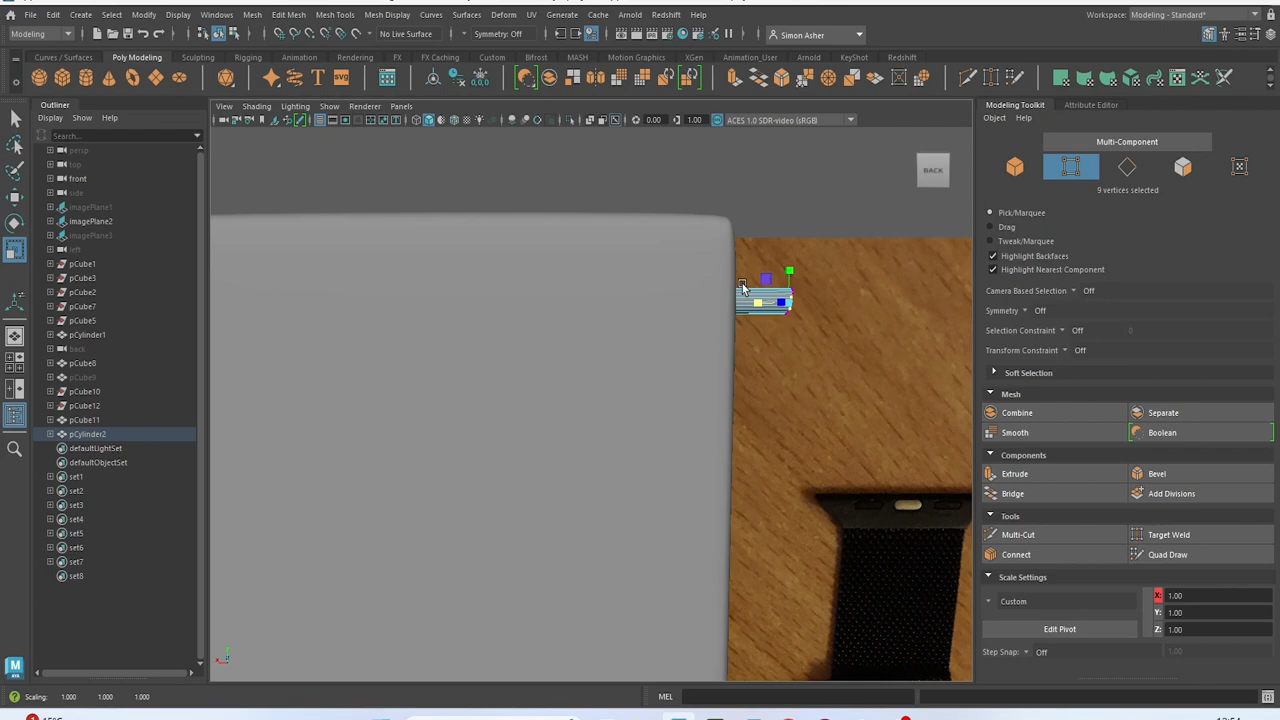 File Edit Create Select Modify Display Windows Mesh Edit Mesh Mesh Tools Mesh Display Curves Surfaces Deform UV Generate Cache Arnold Redshift Help Workspace: Modeling - Standard*
Modeling No Live Surface Symmetry: Off Simon Asher
Curves / Surfaces Poly Modeling Sculpting Rigging Animation Rendering FX FX Caching Custom Bifrost MASH Motion Graphics XGen Animation_User Arnold KeyShot Redshift
SVG
Outliner
Display Show Help
Search...
persp
top
front
side
imagePlane1
imagePlane2
imagePlane3
left
pCube1
pCube3
pCube2
pCube7
pCube5
pCylinder1
back
pCube8
pCube9
pCube10
pCube12
pCube11
pCylinder2
defaultLightSet
defaultObjectSet
set1
set2
set3
set4
set5
set6
set7
set8
View Shading Lighting Show Renderer Panels
0.00 1.00 ACES 1.0 SDR-video (sRGB)
BACK
Modeling Toolkit Attribute Editor
Object Help
Multi-Component
9 vertices selected
Pick/Marquee
Drag
Tweak/Marquee
Highlight Backfaces
Highlight Nearest Component
Camera Based Selection Off
Symmetry Off
Selection Constraint Off 0
Transform Constraint Off
Soft Selection
Mesh
Combine Separate
Smooth Boolean
Components
Extrude Bevel
Bridge Add Divisions
Tools
Multi-Cut Target Weld
Connect Quad Draw
Scale Settings
Custom
X: 1.00
Y: 1.00
Edit Pivot Z: 1.00
Step Snap: Off 1.00
Scaling: 1.000 1.000 1.000 MEL